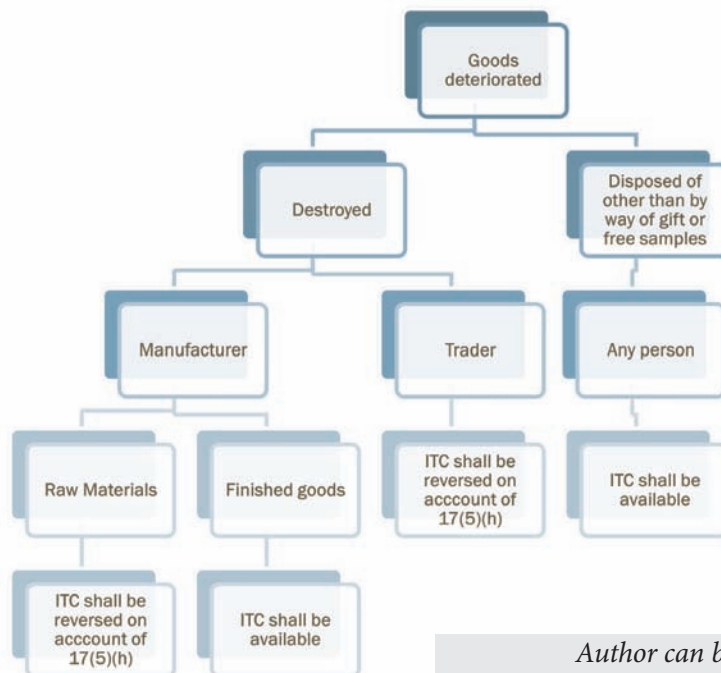 Goods
deteriorated
Destroyed
Disposed of
other than by
way of gift or
free samples
Manufacturer
Trader
Any person
Raw Materials
Finished goods
ITC shall be
reversed on
acccount of
17(5)(h)
ITC shall be
available
ITC shall be
reversed on
acccount of
17(5)(h)
ITC shall be
available
Author can b